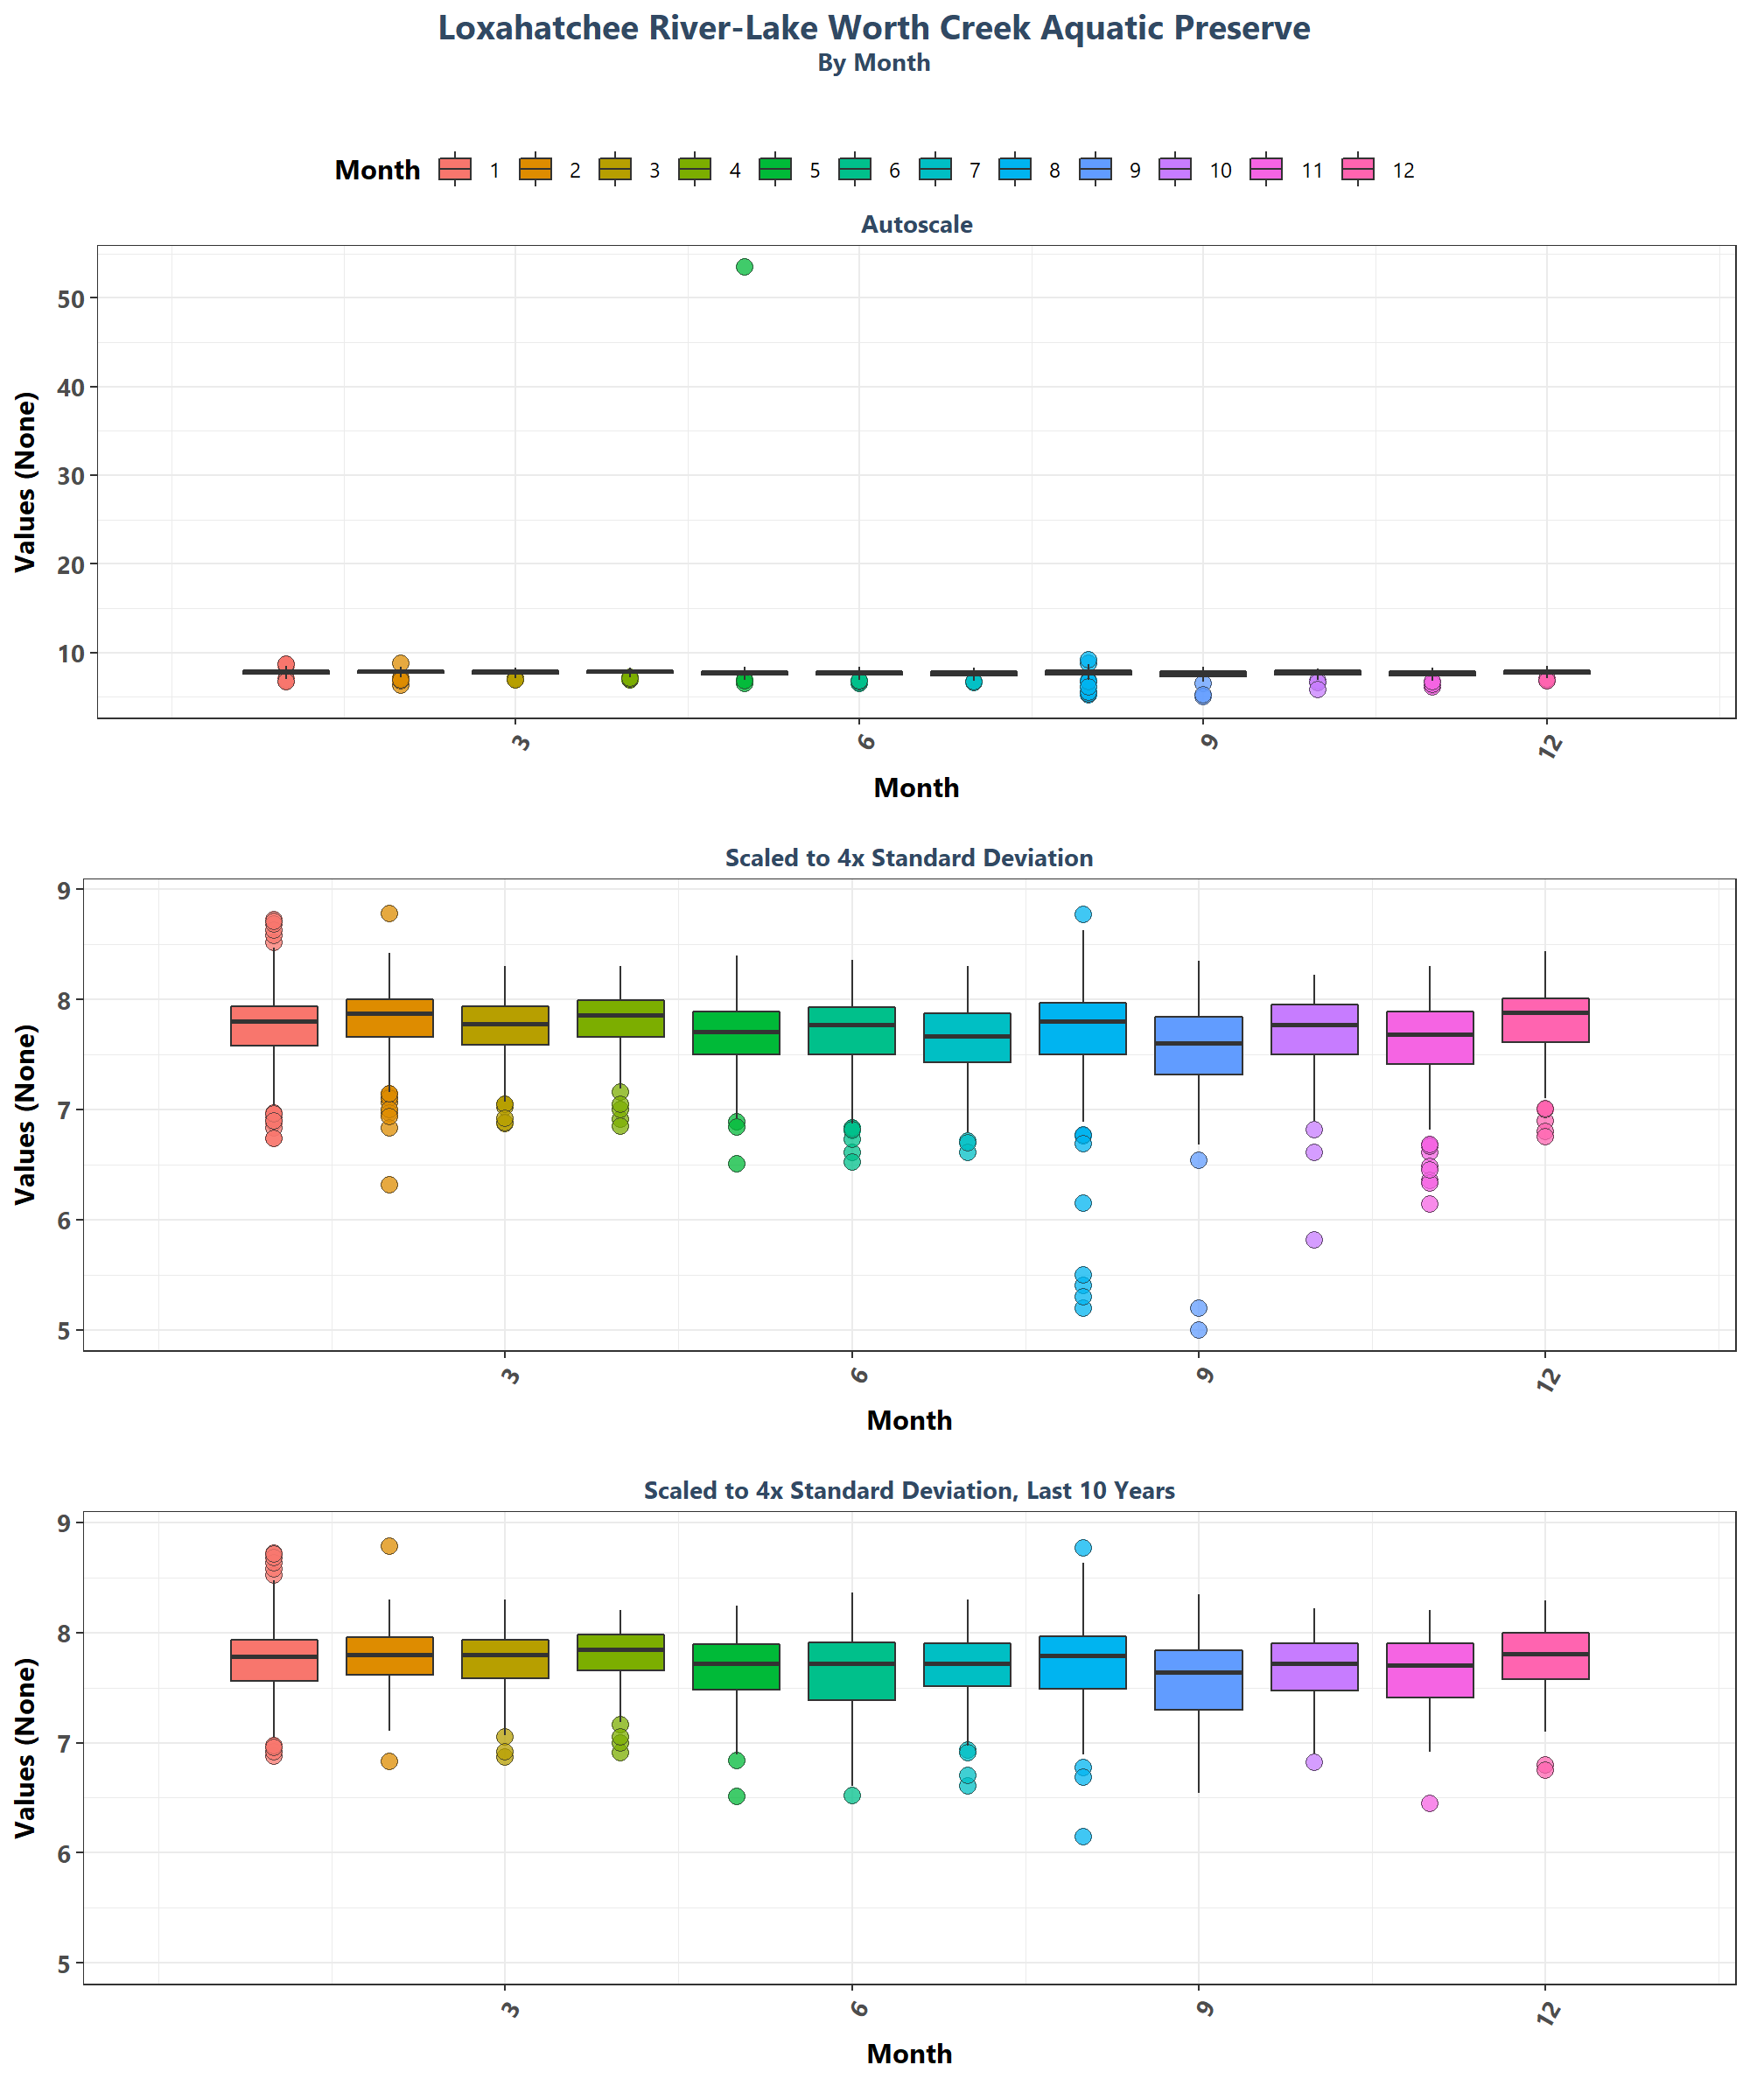 Loxahatchee River-Lake Worth Creek Aquatic Preserve
By Month
Month 1 2 3 4 5 6 7 8 9 10 11 12
Autoscale
Values (None)
50
40
30
20
10
3 6 9 12
Month
Scaled to 4x Standard Deviation
Values (None)
9
8
7
6
5
3 6 9 12
Month
Scaled to 4x Standard Deviation, Last 10 Years
Values (None)
9
8
7
6
5
3 6 9 12
Month